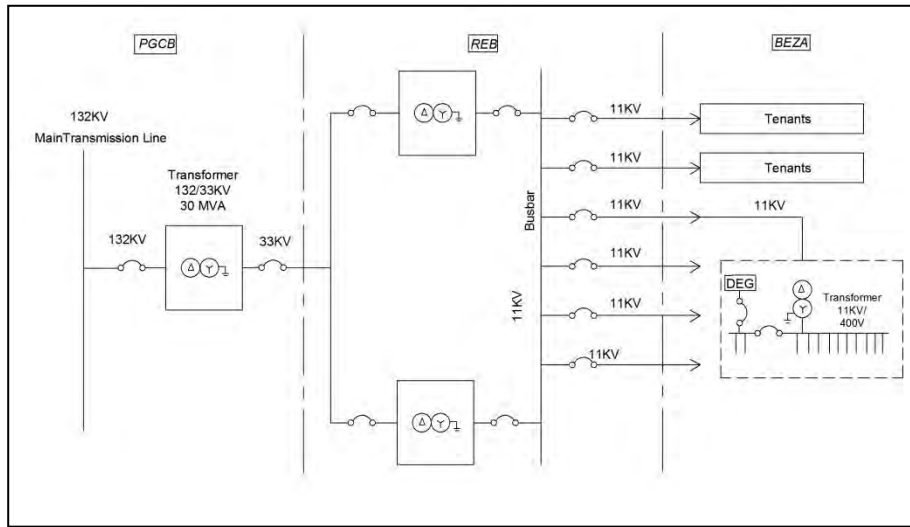 PGCB
REB
BEZA
132KV
MainTransmission Line
Transformer
132/33KV
30 MVA
132KV
33KV
Δ
Y
Δ
Y
Δ
Y
Busbar
11KV
11KV
Tenants
11KV
Tenants
11KV
11KV
11KV
11KV
11KV
DEG
Δ
Y
Transformer
11KV/
400V